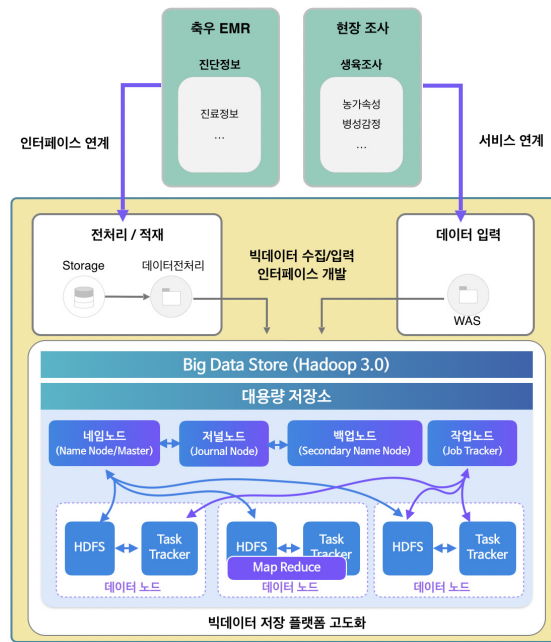 축우 EMR
현장 조사
진단정보
생육조사
진료정보
...
농가속성
병성감정
...
인터페이스 연계
서비스 연계
전처리 / 적재
데이터 입력
Storage
데이터전처리
빅데이터 수집/입력
인터페이스 개발
WAS
Big Data Store (Hadoop 3.0)
대용량 저장소
네임노드
(Name Node/Master)
저널노드
(Journal Node)
백업노드
(Secondary Name Node)
작업노드
(Job Tracker)
HDFS
Task
Tracker
데이터 노드
HDFS
Task
Tracker
Map Reduce
데이터 노드
HDFS
Task
Tracker
데이터 노드
빅데이터 저장 플랫폼 고도화